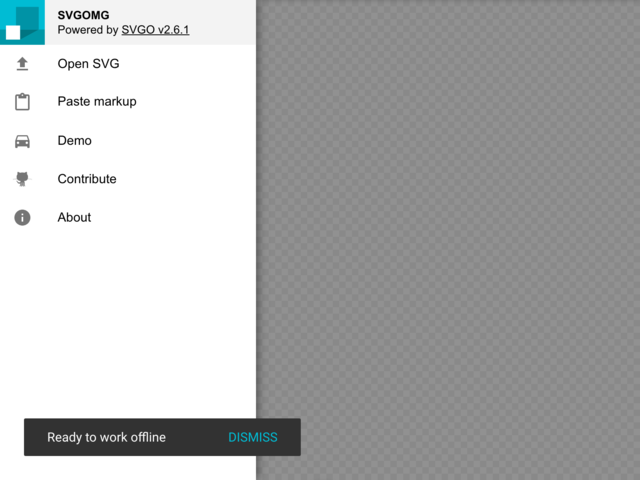 SVGOMG
Powered by SVGO v2.6.1
Open SVG
Paste markup
Demo
Contribute
About
Ready to work offline DISMISS